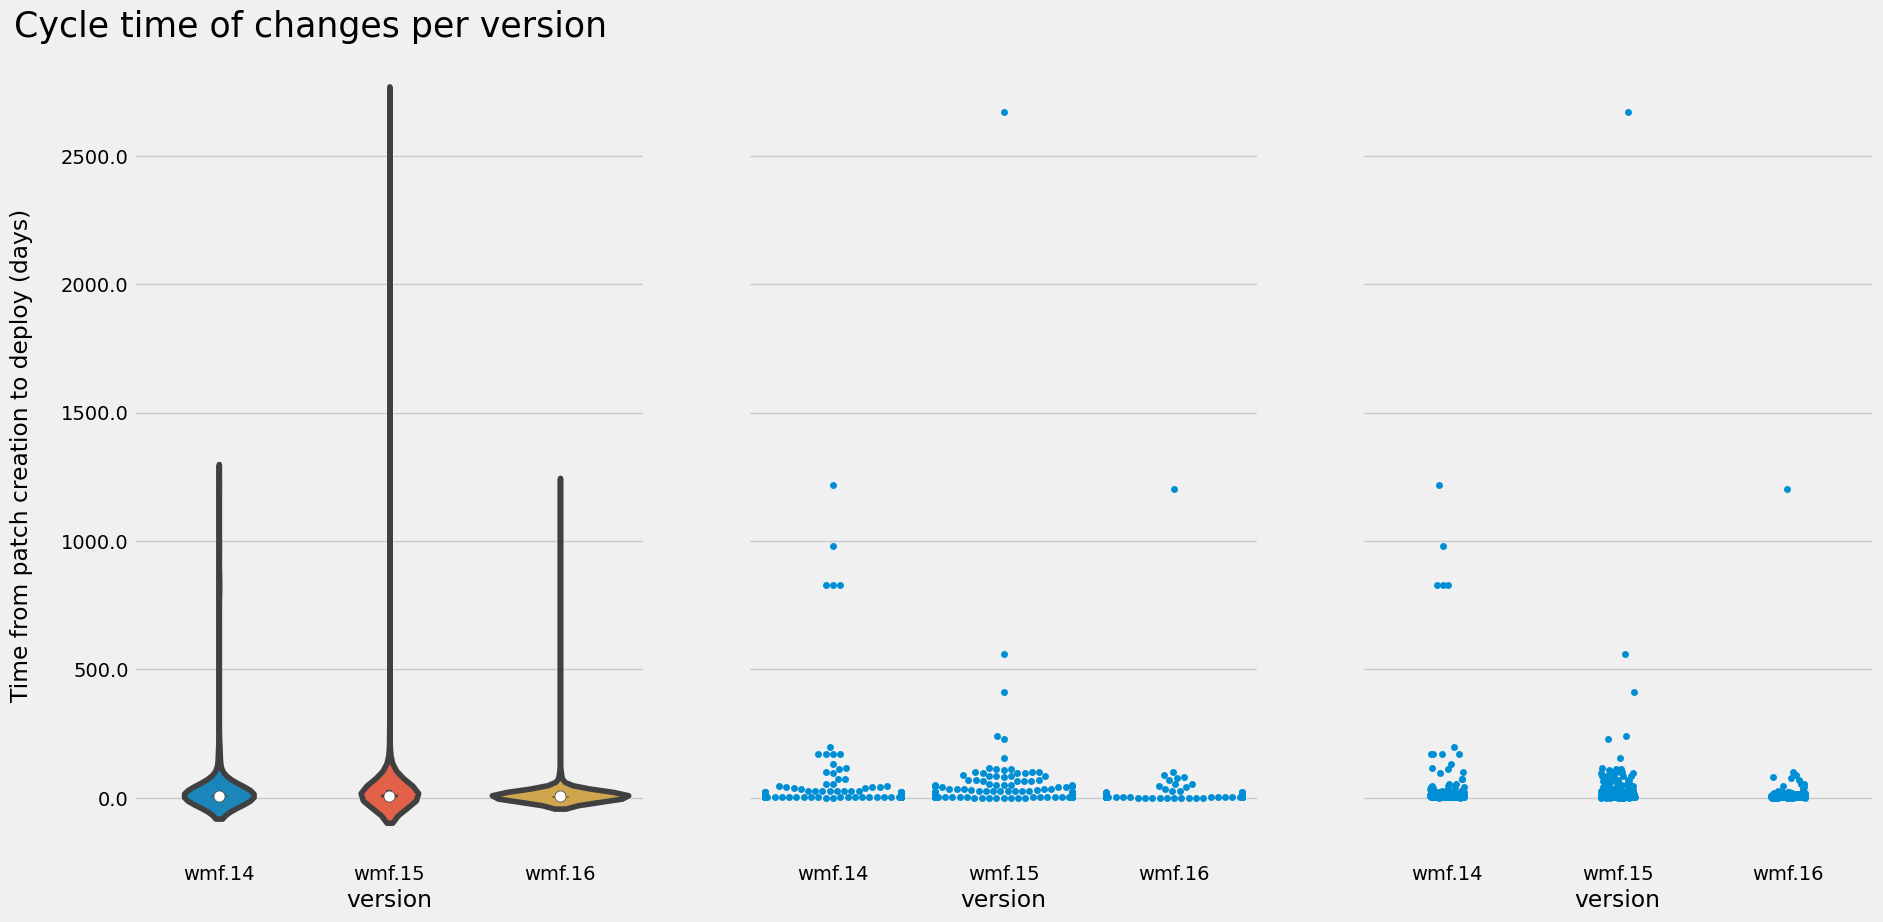 Cycle time of changes per version
Time from patch creation to deploy (days)
2500.0
2000.0
1500.0
1000.0
500.0
0.0
wmf.14 wmf.15 wmf.16
version
wmf.14 wmf.15 wmf.16
version
wmf.14 wmf.15 wmf.16
version